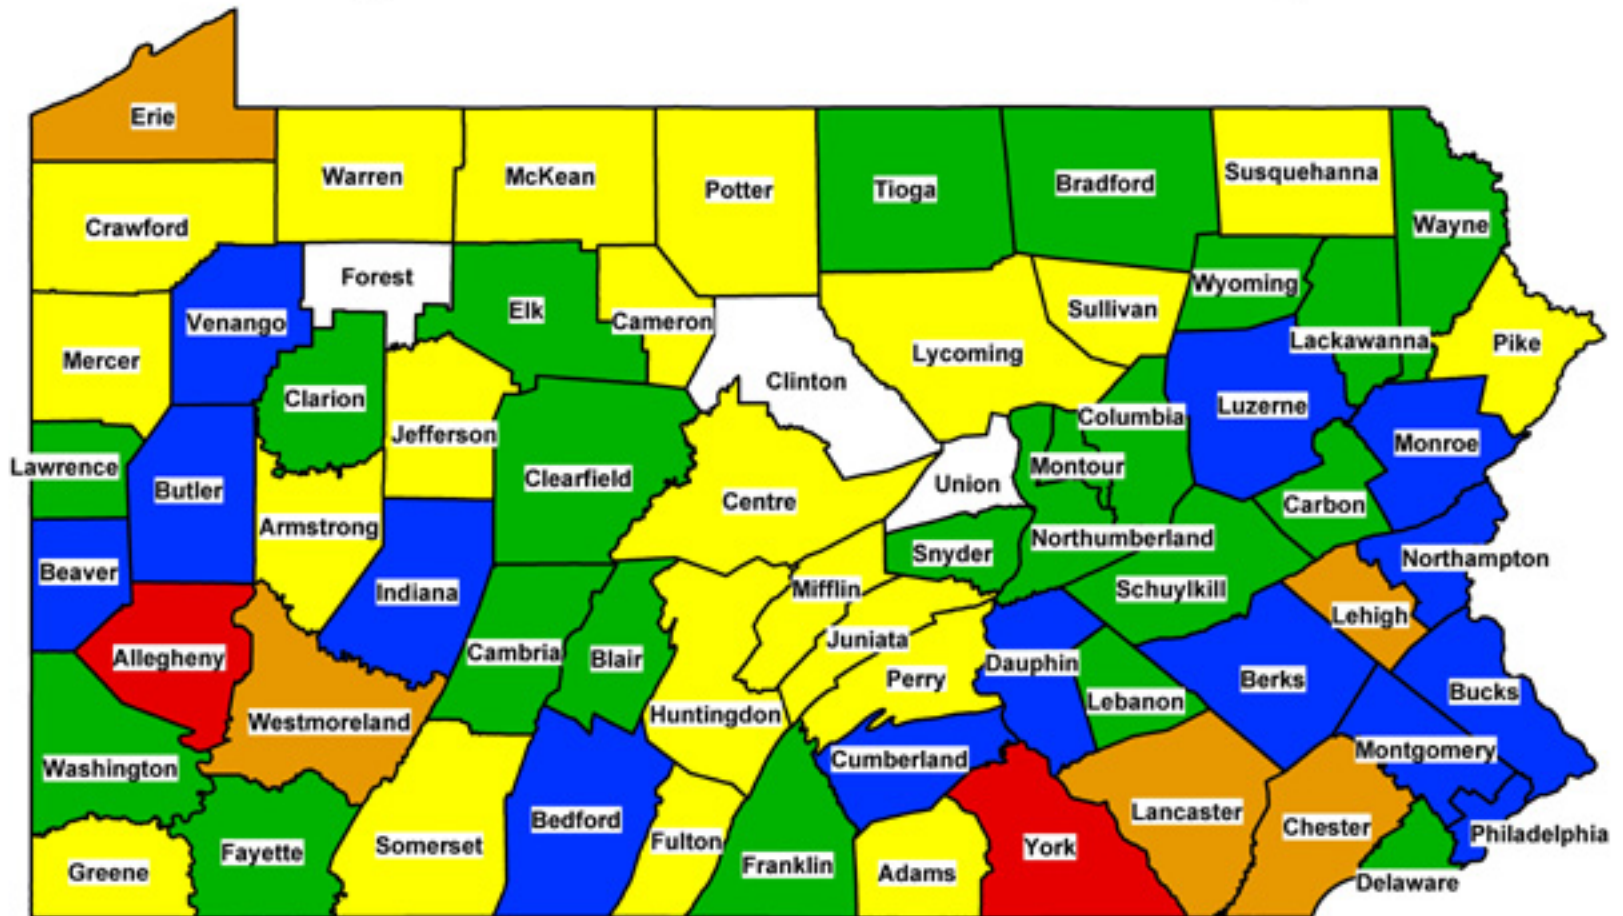 Erie
Warren
McKean
Potter
Tioga
Bradford
Susquehanna
Wayne
Crawford
Forest
Venango
Elk
Cameron
Wyoming
Sullivan
Lackawanna
Pike
Mercer
Clarion
Lycoming
Clinton
Luzerne
Columbia
Jefferson
Monroe
Lawrence
Butler
Clearfield
Montour
Union
Centre
Carbon
Armstrong
Northumberland
Snyder
Northampton
Beaver
Indiana
Mifflin
Schuylkill
Lehigh
Allegheny
Cambria
Blair
Juniata
Dauphin
Perry
Berks
Bucks
Lebanon
Westmoreland
Huntingdon
Washington
Cumberland
Montgomery
Lancaster
Chester
Philadelphia
Bedford
Fulton
Somerset
York
Fayette
Greene
Franklin
Adams
Delaware